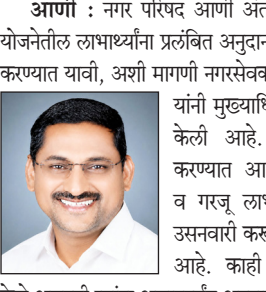 आर्णी : नगर परिषद आर्णी अंत
योजनेतील लाभार्थ्यांना प्रलंबित अनुदान
करण्यात यावी, अशी मागणी नगरसेवक
यांनी मुख्याधि
केली आहे.
करण्यात आ
व गरजू लाभ
उसनवारी करू
आहे. काही